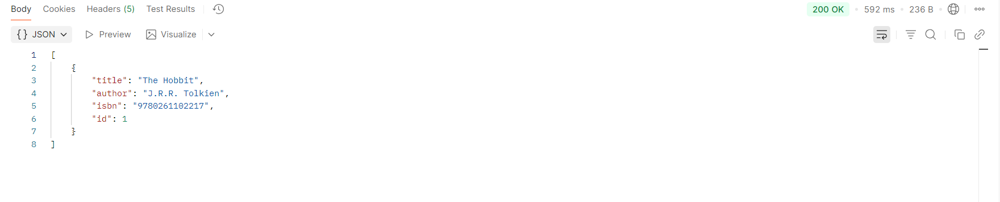 Body Cookies Headers (5) Test Results 200 OK 592 ms 236 B
{} JSON Preview Visualize
1 [
2 {
3 "title": "The Hobbit",
4 "author": "J.R.R. Tolkien",
5 "isbn": "9780261102217",
6 "id": 1
7 }
8 ]